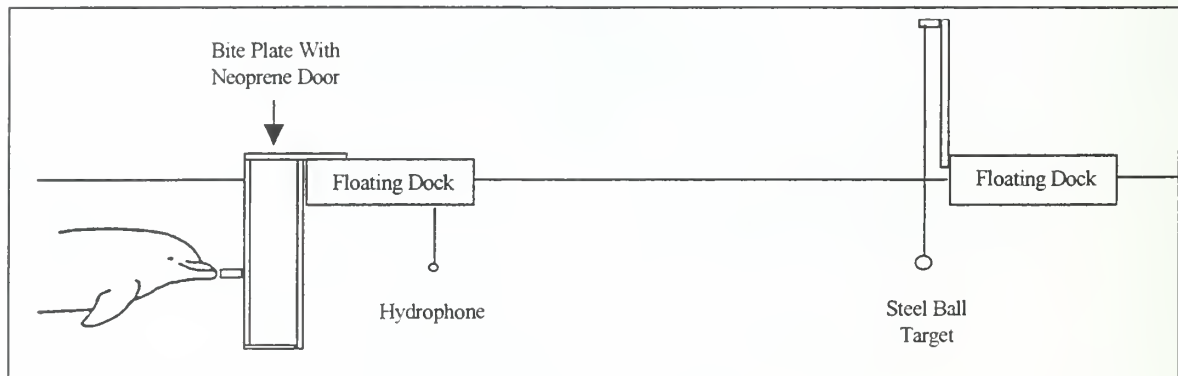 Bite Plate With
Neoprene Door
Floating Dock
Floating Dock
Hydrophone
Steel Ball
Target